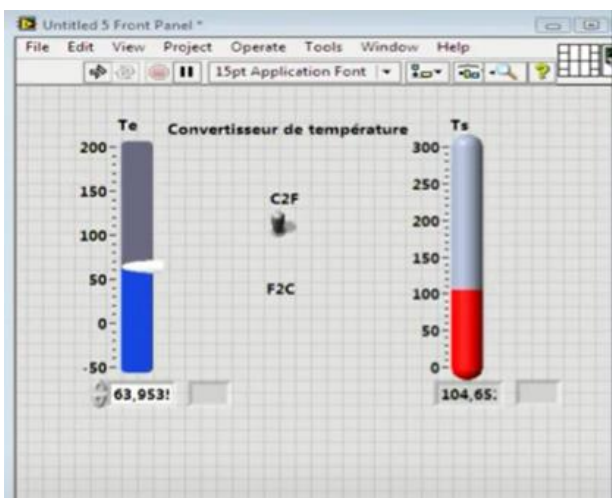 Untitled 5 Front Panel *
File Edit View Project Operate Tools Window Help
15pt Application Font
Te Convertisseur de température Ts
200
150
100
50
0
-50
C2F
F2C
300
250
200
150
100
50
0
63,953
104,65